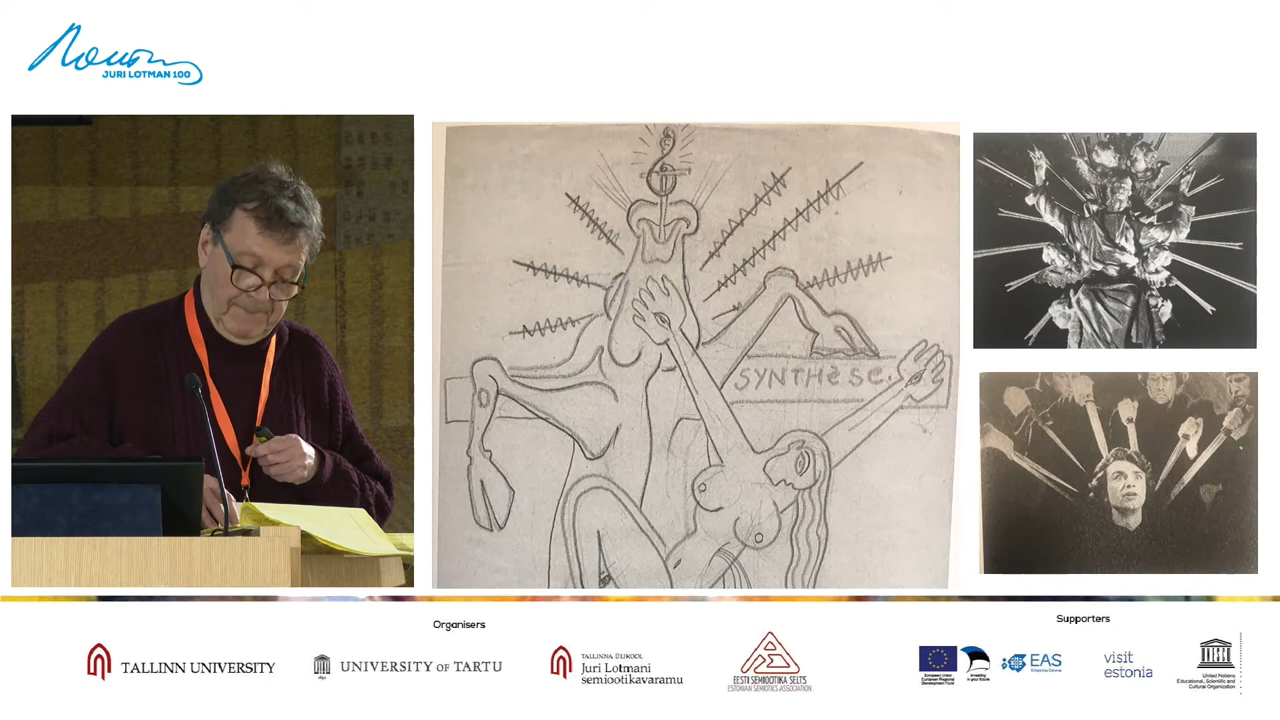 JURI LOTMAN 100
SYNTHèSE.
Organisers
Supporters
TALLINN UNIVERSITY
UNIVERSITY OF TARTU
1632
TALLINNA ÜLIKOOL
Juri Lotmani
semiootikavaramu
EESTI SEMIOOTIKA SELTS
ESTONIAN SEMIOTICS ASSOCIATION
European Union
European Regional
Development Fund
Investing
in your future
EAS
visit
estonia
United Nations
Educational, Scientific and
Cultural Organization